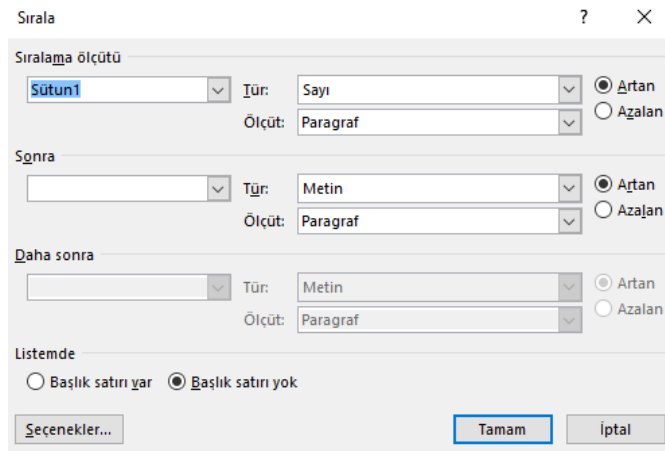 Sırala ? ×
Sıralama ölçütü
Sütun1 Tür: Sayı Artan
Ölçüt: Paragraf Azalan
Sonra
Tür: Metin Artan
Ölçüt: Paragraf Azalan
Daha sonra
Tür: Metin Artan
Ölçüt: Paragraf Azalan
Listemde
Başlık satırı var Başlık satırı yok
Seçenekler... Tamam İptal